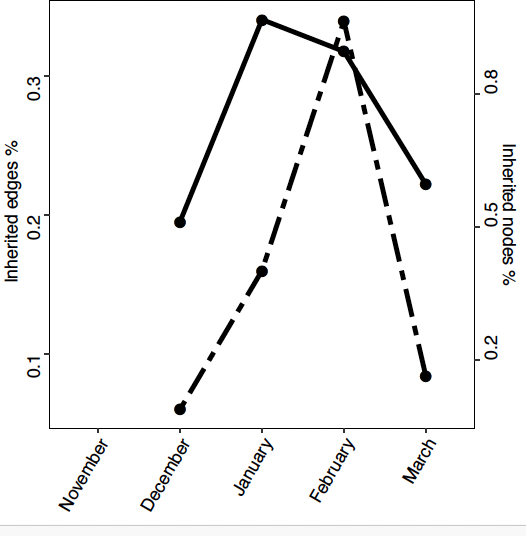 Inherited edges %
0.3
0.2
0.1
0.8
0.5
0.2
Inherited nodes %
November
December
January
February
March